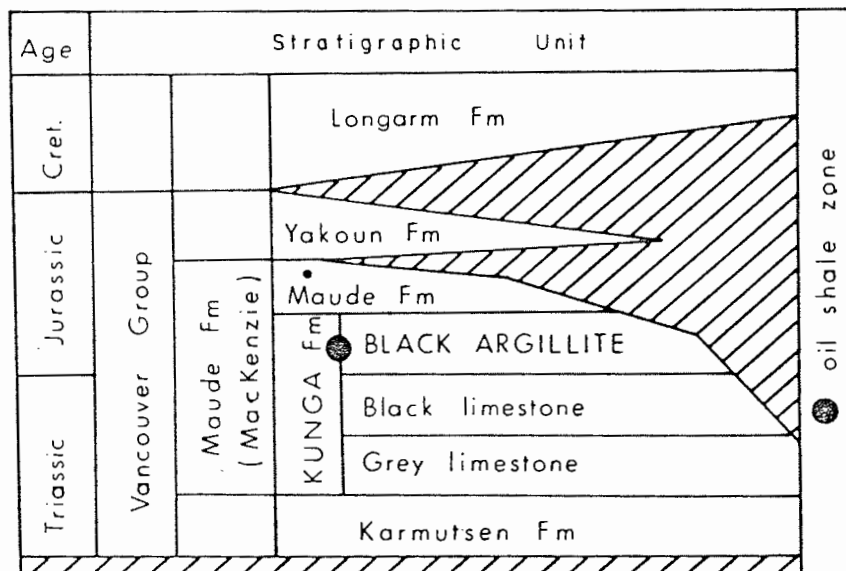 Age
Stratigraphic Unit
Cret.
Jurassic
Triassic
Vancouver Group
Maude Fm
(MacKenzie)
Longarm Fm
Yakoun Fm
Maude Fm
KUNGA Fm
BLACK ARGILLITE
Black limestone
Grey limestone
Karmutsen Fm
oil shale zone